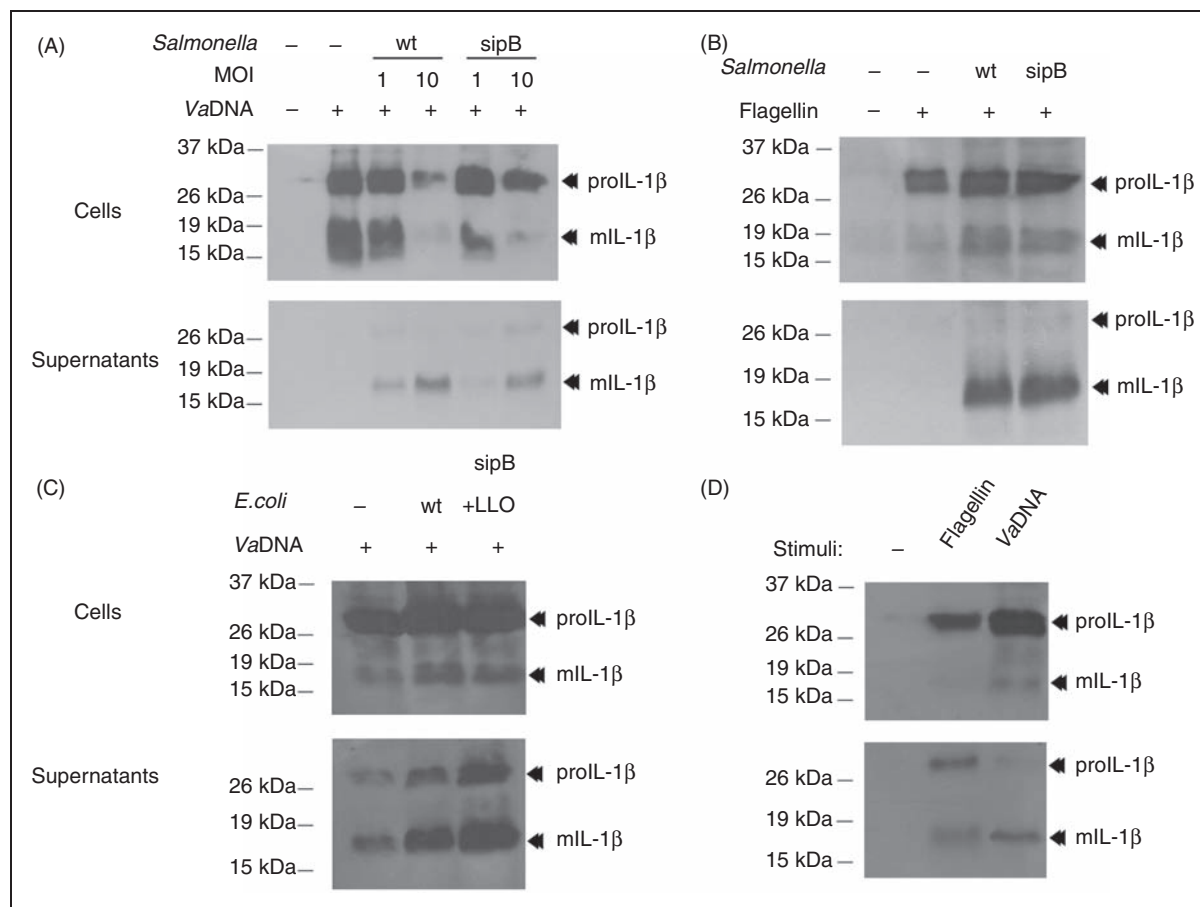 (A)
Salmonella – – wt sipB
MOI 1 10 1 10
VaDNA – + + + + +
37 kDa
26 kDa
19 kDa
15 kDa
Cells
proIL-1β
mIL-1β
26 kDa
19 kDa
15 kDa
Supernatants
proIL-1β
mIL-1β
(B)
Salmonella – – wt sipB
Flagellin – + + +
37 kDa
26 kDa
19 kDa
15 kDa
proIL-1β
mIL-1β
26 kDa
19 kDa
15 kDa
proIL-1β
mIL-1β
(C)
sipB
E.coli – wt +LLO
VaDNA + + +
37 kDa
26 kDa
19 kDa
15 kDa
Cells
proIL-1β
mIL-1β
26 kDa
19 kDa
15 kDa
Supernatants
proIL-1β
mIL-1β
(D)
Stimuli: – Flagellin VaDNA
37 kDa
26 kDa
19 kDa
15 kDa
proIL-1β
mIL-1β
26 kDa
19 kDa
15 kDa
proIL-1β
mIL-1β